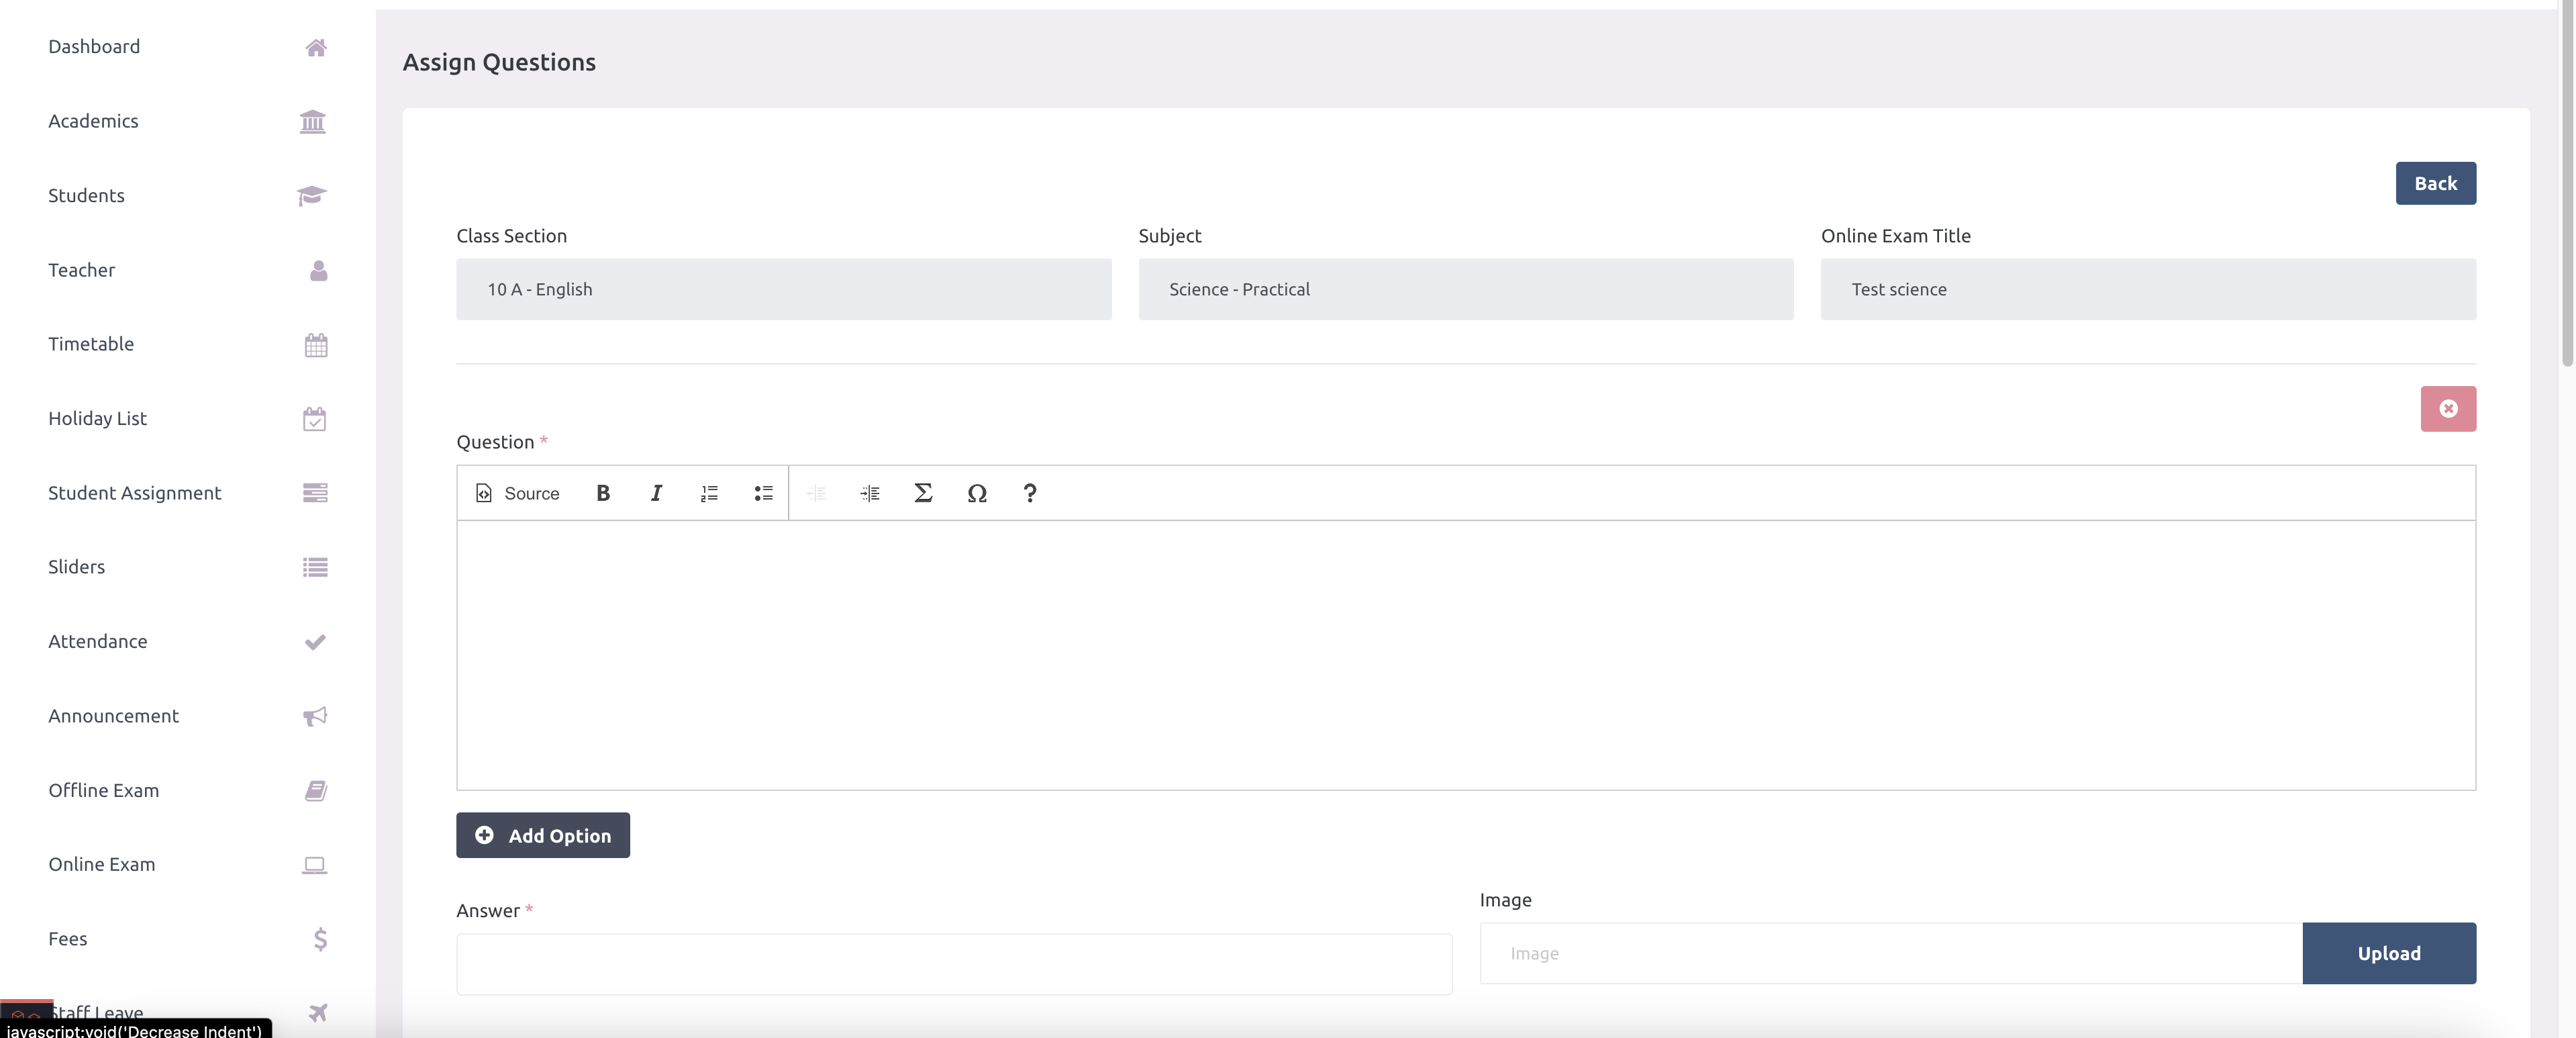 Dashboard
Academics
Students
Teacher
Timetable
Holiday List
Student Assignment
Sliders
Attendance
Announcement
Offline Exam
Online Exam
Fees
Staff Leave
javascript:void('Decrease Indent')
Assign Questions
Back
Class Section
10 A - English
Subject
Science - Practical
Online Exam Title
Test science
Question *
Source B I Σ Ω ?
Add Option
Answer *
Image
Image
Upload